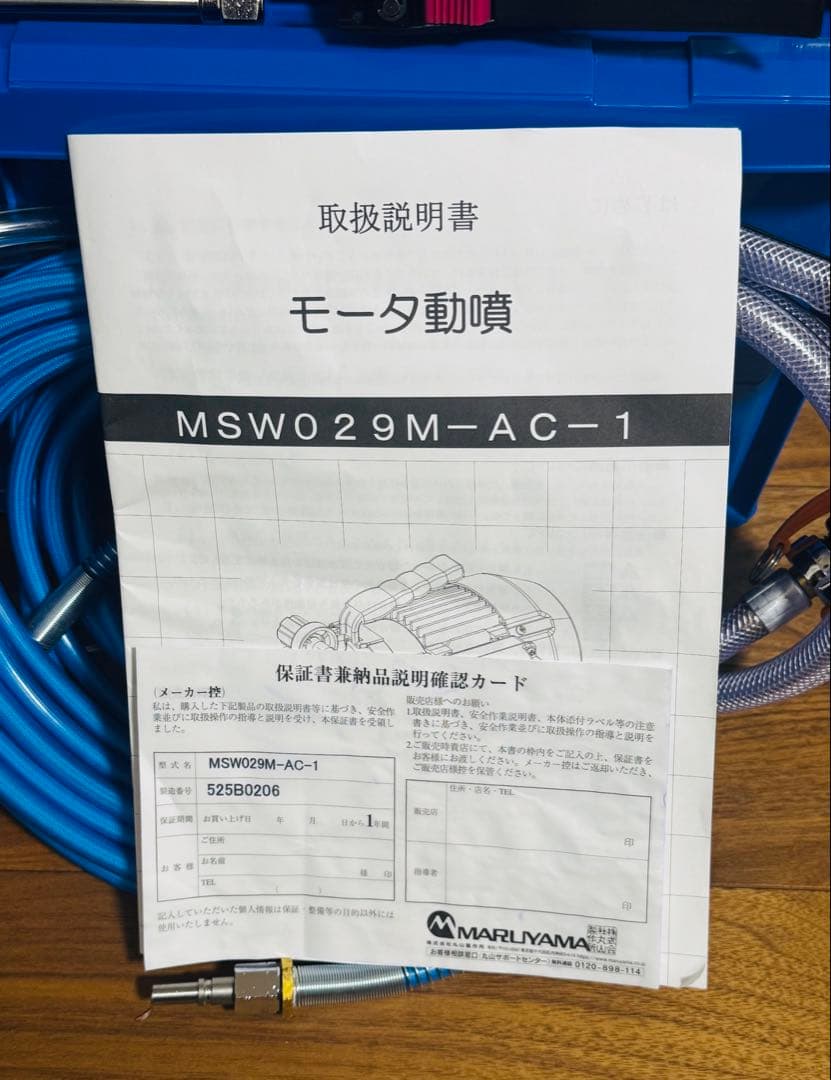 取扱説明書
モータ動噴
MSW029M-AC-1
保証書兼納品説明確認カード
(メーカー控)
私は、購入した下記製品の取扱説明書等に基づき、安全作
業並びに取扱操作の指導と説明を受け、本保証書を受領し
ました。
型式名 MSW029M-AC-1
製造番号 525B0206
保証期間 お買い上げ日 年 月 日から1年間
お客様
ご住所
お名前 様 印
TEL ( )
記入していただいた個人情報は保証・整備等の目的以外には
使用いたしません。
販売店様へのお願い
1.取扱説明書、安全作業説明書、本体添付ラベル等の注意
書きに基づき、安全作業並びに取扱操作の指導と説明を
行ってください。
2.ご販売時貴店にて、本書の枠内をご記入の上、保証書を
お客様にお渡しください。メーカー控はご返却いただき、
ご販売店様控を保管ください。
住所・店名・TEL
販売店
印
指導者
印
MARUYAMA
株式会社丸山製作所
お客様相談窓口(丸山サポートセンター)無料通話 0120-898-114